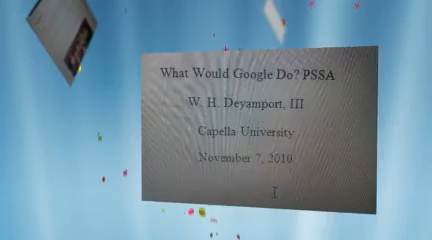 What Would Google Do? PSSA
W. H. Deyamport, III
Capella University
November 7, 2010